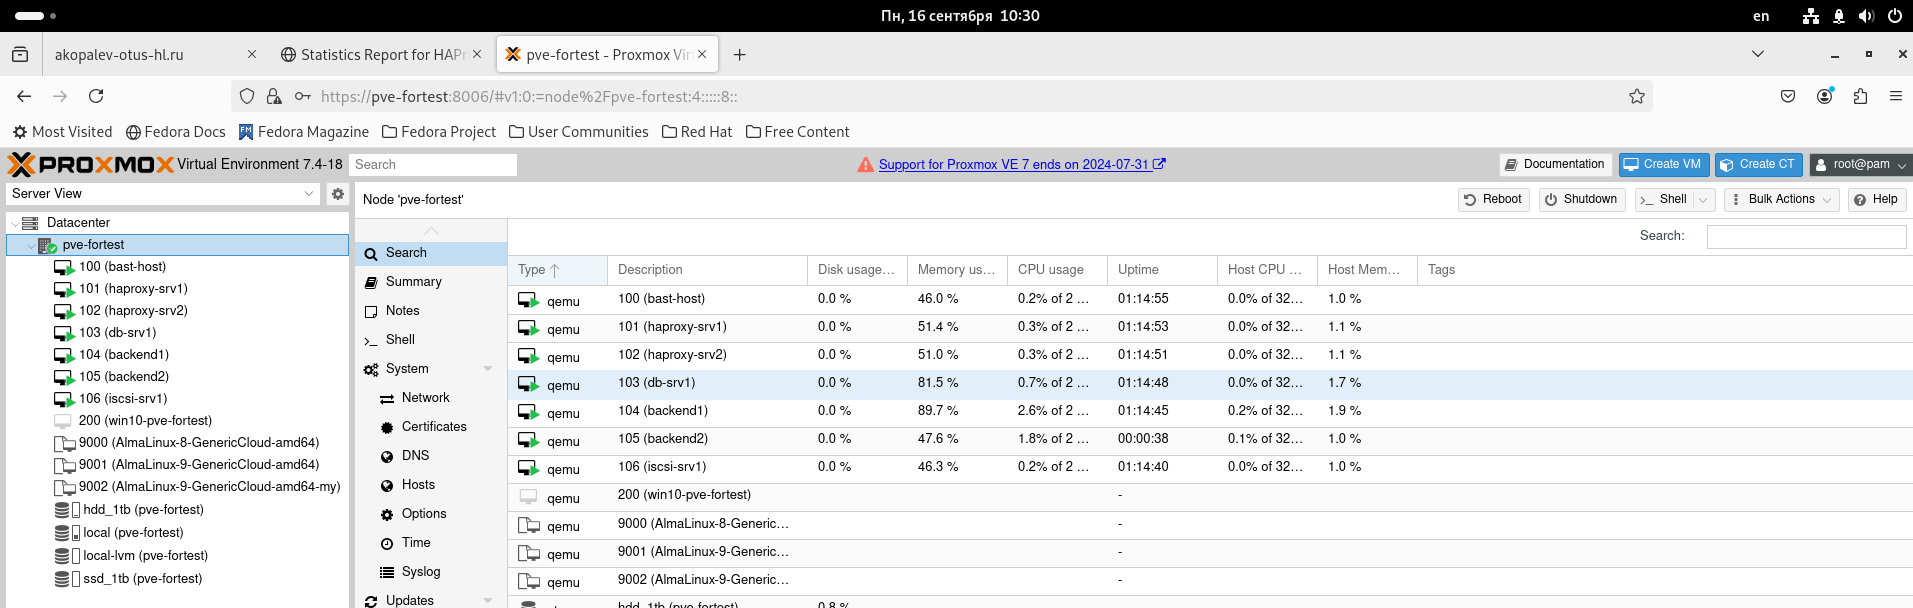 Пн, 16 сентября 10:30
en
akopalev-otus-hl.ru
Statistics Report for HAPr
pve-fortest - Proxmox Vir
https://pve-fortest:8006/#v1:0:=node%2Fpve-fortest:4:::::8::
Most Visited Fedora Docs Fedora Magazine Fedora Project User Communities Red Hat Free Content
PROXMOX Virtual Environment 7.4-18 Search Support for Proxmox VE 7 ends on 2024-07-31 Documentation Create VM Create CT root@pam
Server View
Node 'pve-fortest' Reboot Shutdown Shell Bulk Actions Help
Datacenter
pve-fortest
100 (bast-host)
101 (haproxy-srv1)
102 (haproxy-srv2)
103 (db-srv1)
104 (backend1)
105 (backend2)
106 (iscsi-srv1)
200 (win10-pve-fortest)
9000 (AlmaLinux-8-GenericCloud-amd64)
9001 (AlmaLinux-9-GenericCloud-amd64)
9002 (AlmaLinux-9-GenericCloud-amd64-my)
hdd_1tb (pve-fortest)
local (pve-fortest)
local-lvm (pve-fortest)
ssd_1tb (pve-fortest)
Search
Summary
Notes
Shell
System
Network
Certificates
DNS
Hosts
Options
Time
Syslog
Updates
Search:
Type Description Disk usage... Memory us... CPU usage Uptime Host CPU ... Host Mem... Tags
qemu 100 (bast-host) 0.0 % 46.0 % 0.2% of 2 ... 01:14:55 0.0% of 32... 1.0 %
qemu 101 (haproxy-srv1) 0.0 % 51.4 % 0.3% of 2 ... 01:14:53 0.0% of 32... 1.1 %
qemu 102 (haproxy-srv2) 0.0 % 51.0 % 0.3% of 2 ... 01:14:51 0.0% of 32... 1.1 %
qemu 103 (db-srv1) 0.0 % 81.5 % 0.7% of 2 ... 01:14:48 0.0% of 32... 1.7 %
qemu 104 (backend1) 0.0 % 89.7 % 2.6% of 2 ... 01:14:45 0.2% of 32... 1.9 %
qemu 105 (backend2) 0.0 % 47.6 % 1.8% of 2 ... 00:00:38 0.1% of 32... 1.0 %
qemu 106 (iscsi-srv1) 0.0 % 46.3 % 0.2% of 2 ... 01:14:40 0.0% of 32... 1.0 %
qemu 200 (win10-pve-fortest) -
qemu 9000 (AlmaLinux-8-Generic... -
qemu 9001 (AlmaLinux-9-Generic... -
qemu 9002 (AlmaLinux-9-Generic... -
hdd_1tb (pve-fortest) 0.8 %